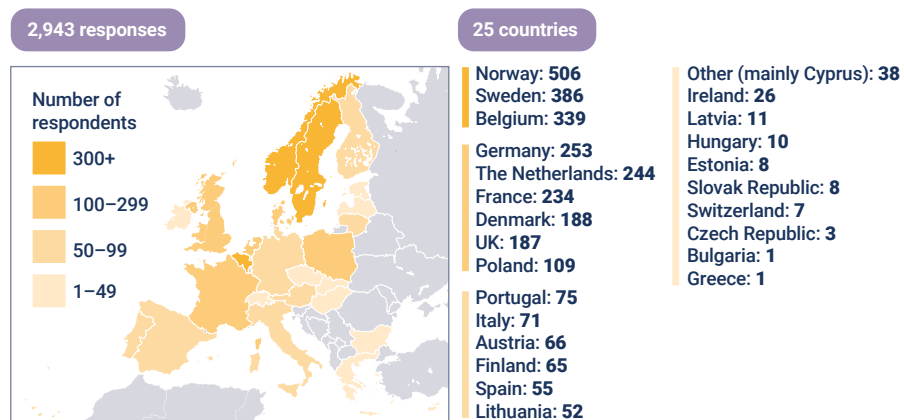 2,943 responses
25 countries
Number of
respondents
300+
100–299
50–99
1–49
Norway: 506
Sweden: 386
Belgium: 339
Germany: 253
The Netherlands: 244
France: 234
Denmark: 188
UK: 187
Poland: 109
Portugal: 75
Italy: 71
Austria: 66
Finland: 65
Spain: 55
Lithuania: 52
Other (mainly Cyprus): 38
Ireland: 26
Latvia: 11
Hungary: 10
Estonia: 8
Slovak Republic: 8
Switzerland: 7
Czech Republic: 3
Bulgaria: 1
Greece: 1